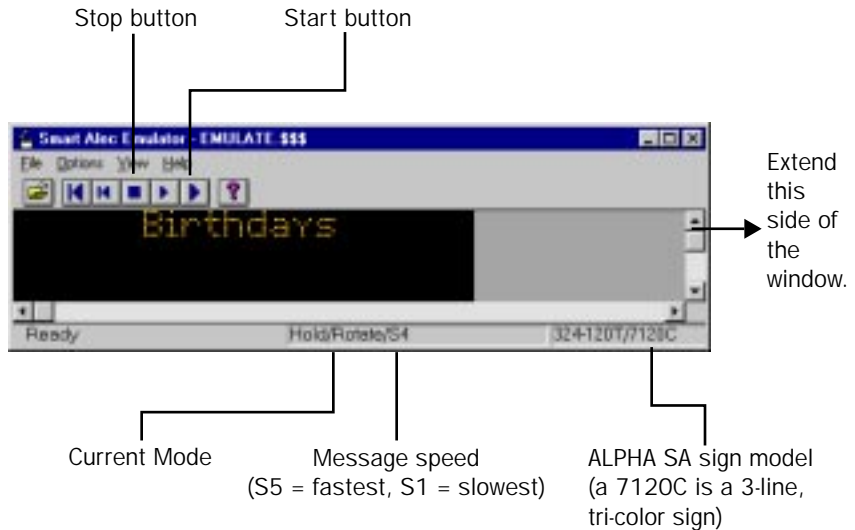 Stop button
Start button
Smart Alec Emulator - EMULATE.$$$
File Options View Help
Birthdays
Extend
this
side of
the
window.
Ready
Hold/Rotate/S4
324-120T/7120C
Current Mode
Message speed
(S5 = fastest, S1 = slowest)
ALPHA SA sign model
(a 7120C is a 3-line,
tri-color sign)